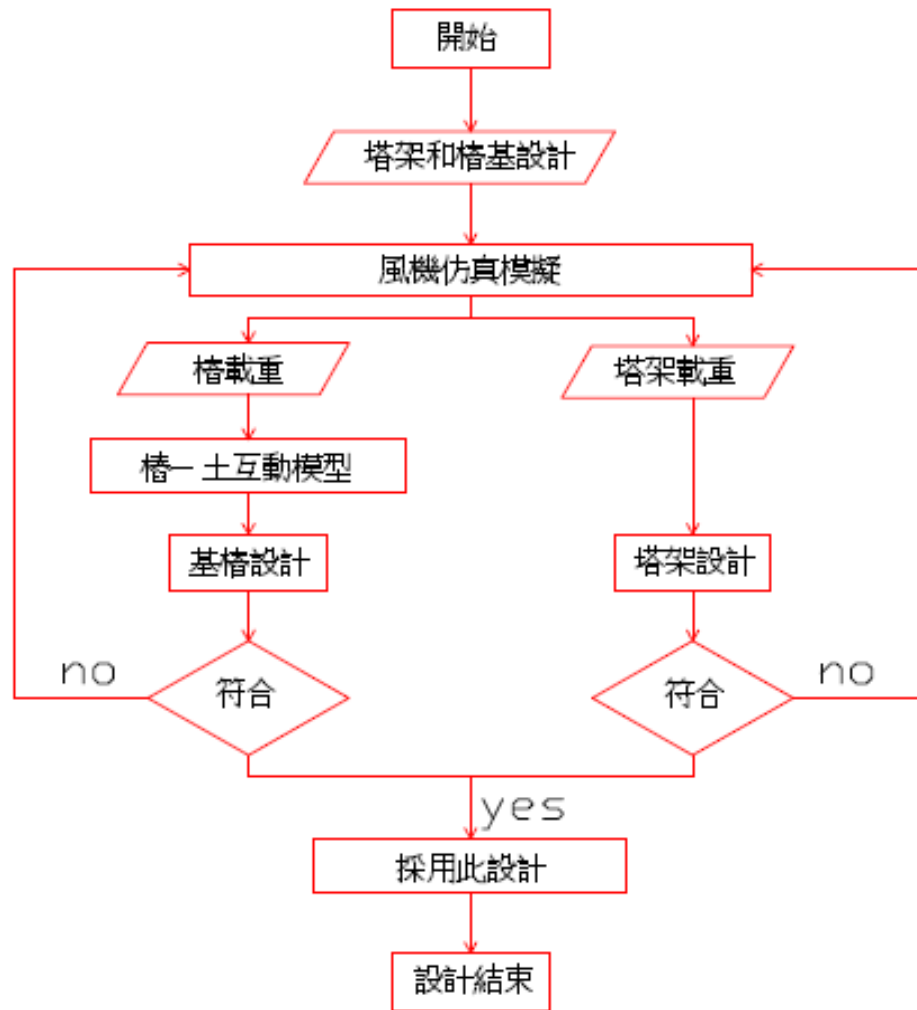 開始
塔架和樁基設計
風機仿真模擬
樁載重
塔架載重
樁－土互動模型
基樁設計
塔架設計
no
符合
符合
no
yes
採用此設計
設計結束